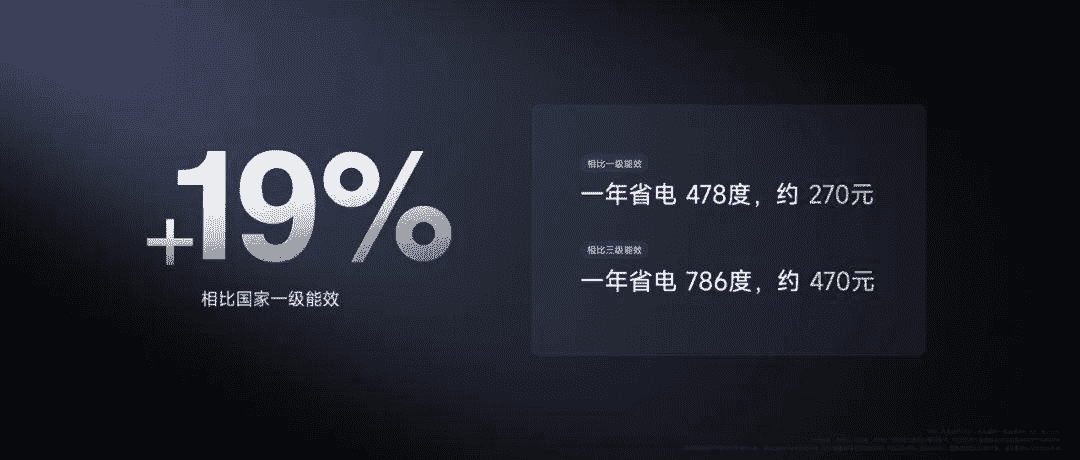 +19%
相比国家一级能效
相比一级能效
一年省电 478度，约 270元
相比三级能效
一年省电 786度，约 470元